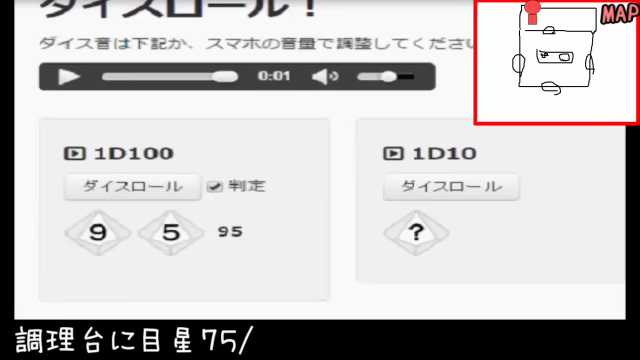 ダイスロール！
ダイス音は下記か、スマホの音量で調整してくださ
MAP
0:01
1D100
ダイスロール 判定
9 5 95
1D10
ダイスロール
?
調理台に目星75/